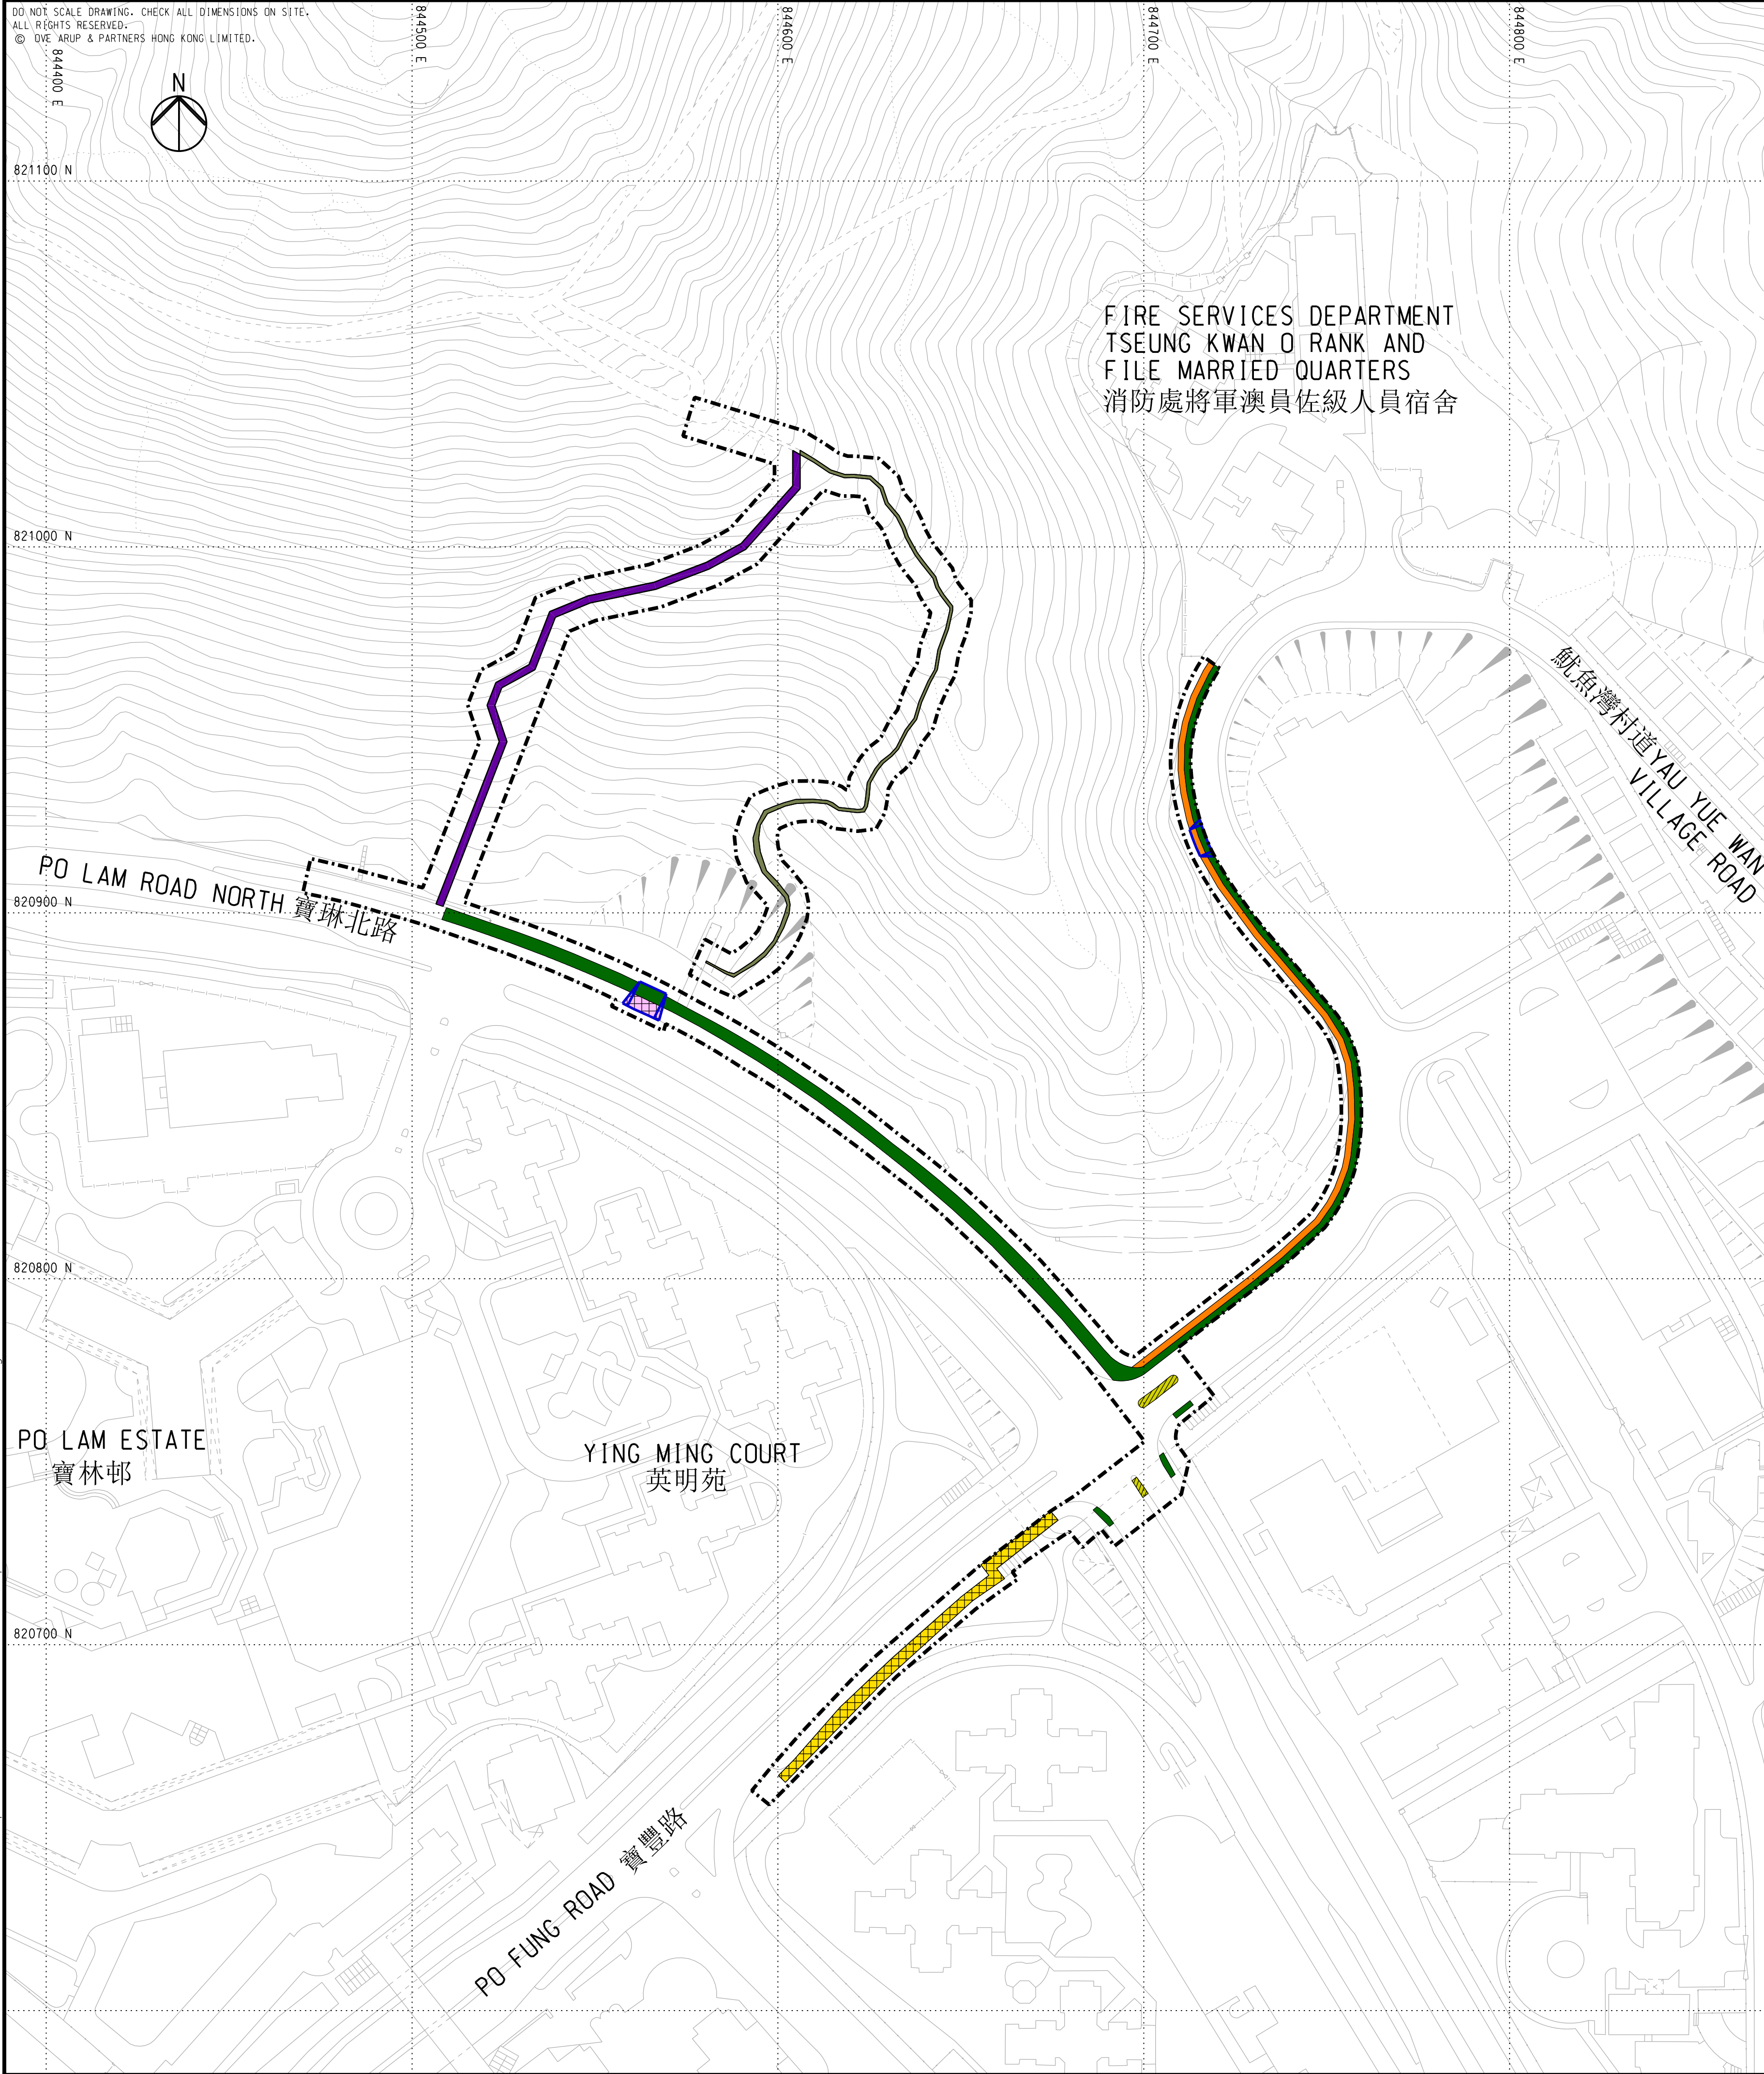 DO NOT SCALE DRAWING. CHECK ALL DIMENSIONS ON SITE.
ALL RIGHTS RESERVED.
© OVE ARUP & PARTNERS HONG KONG LIMITED.
844400 E
844500 E
844600 E
844700 E
844800 E
N
821100 N
FIRE SERVICES DEPARTMENT
TSEUNG KWAN O RANK AND
FILE MARRIED QUARTERS
消防處將軍澳員佐級人員宿舍
821000 N
魷魚灣村道YAU YUE WAN
VILLAGE ROAD
PO LAM ROAD NORTH 寶琳北路
820900 N
820800 N
PO LAM ESTATE
寶林邨
YING MING COURT
英明苑
820700 N
PO FUNG ROAD 寶豐路